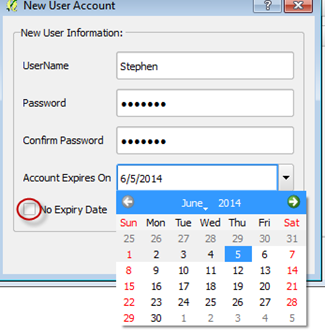 New User Account
?
New User Information:
UserName Stephen
Password •••••••
Confirm Password •••••••
Account Expires On 6/5/2014
No Expiry Date
June 2014
Sun Mon Tue Wed Thu Fri Sat
25 26 27 28 29 30 31
1 2 3 4 5 6 7
8 9 10 11 12 13 14
15 16 17 18 19 20 21
22 23 24 25 26 27 28
29 30 1 2 3 4 5